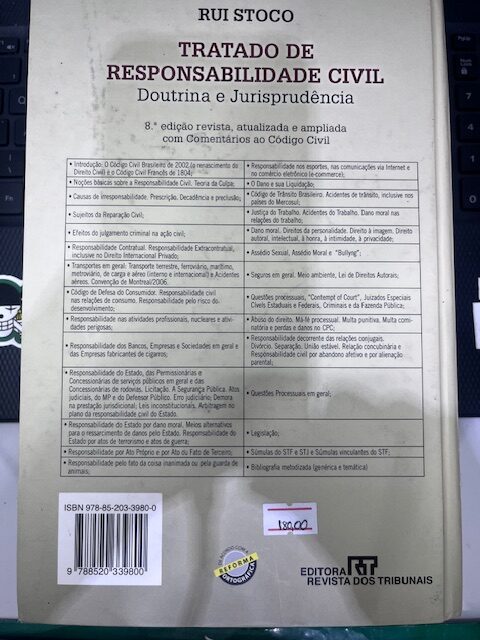 RUI STOCO
TRATADO DE
RESPONSABILIDADE CIVIL
Doutrina e Jurisprudência
8.ª edição revista, atualizada e ampliada
com Comentários ao Código Civil
• Introdução: O Código Civil Brasileiro de 2002 (o renascimento do
Direito Civil) e o Código Civil Francês de 1804;
• Responsabilidade nos esportes, nas comunicações via Internet e
no comércio eletrônico (e-commerce);
• Noções básicas sobre a Responsabilidade Civil. Teoria da Culpa;
• O Dano e sua Liquidação;
• Causas de irresponsabilidade. Prescrição. Decadência e preclusão;
• Código de Trânsito Brasileiro. Acidentes de trânsito, inclusive nos
países do Mercosul;
• Sujeitos da Reparação Civil;
• Justiça do Trabalho. Acidentes do Trabalho. Dano moral nas
relações do trabalho;
• Efeitos do julgamento criminal na ação civil;
• Dano moral. Direitos da personalidade. Direito à imagem. Direito
autoral, intelectual, à honra, à intimidade, à privacidade;
• Responsabilidade Contratual. Responsabilidade Extracontratual,
inclusive no Direito Internacional Privado;
• Assédio Sexual, Assédio Moral e "Bullyng";
• Transportes em geral: Transporte terrestre, ferroviário, marítimo,
metroviário, de carga e aéreo (interno e internacional) e Acidentes
aéreos. Convenção de Montreal/2006.
• Seguros em geral. Meio ambiente, Lei de Direitos Autorais;
• Código de Defesa do Consumidor. Responsabilidade civil
nas relações de consumo. Responsabilidade pelo risco do
desenvolvimento;
• Questões processuais, "Contempt of Court", Juizados Especiais
Cíveis Estaduais e Federais, Criminais e da Fazenda Pública;
• Responsabilidade nas atividades profissionais, nucleares e ativi-
dades perigosas;
• Abuso do direito. Má-fé processual. Multa punitiva. Multa comi-
natória e perdas e danos no CPC;
• Responsabilidade dos Bancos, Empresas e Sociedades em geral e
das Empresas fabricantes de cigarros;
• Responsabilidade decorrente das relações conjugais.
Divórcio. Separação. União estável. Relação concubinária e
Responsabilidade civil por abandono afetivo e por alienação
parental;
• Responsabilidade do Estado, das Permissionárias e
Concessionárias de serviços públicos em geral e das
Concessionárias de rodovias. Licitação. A Segurança Pública. Atos
judiciais, do MP e do Defensor Público. Erro judiciário; Demora
na prestação jurisdicional; Leis inconstitucionais. Arbitragem no
plano da responsabilidade civil do Estado.
• Questões Processuais em geral;
• Responsabilidade do Estado por dano moral. Meios alternativos
para o ressarcimento de danos pelo Estado. Responsabilidade do
Estado por atos de terrorismo e atos de guerra;
• Legislação;
• Responsabilidade por Ato Próprio e por Ato do Fato de Terceiro;
• Súmulas do STF e STJ e Súmulas vinculantes do STF;
• Responsabilidade pelo fato da coisa inanimada ou pela guarda de
animais;
• Bibliografia metodizada (genérica e temática)
ISBN 978-85-203-3980-0
9 788520 339800
180,00
DE ACORDO COM A
REFORMA
ORTOGRÁFICA
EDITORA RT
REVISTA DOS TRIBUNAIS